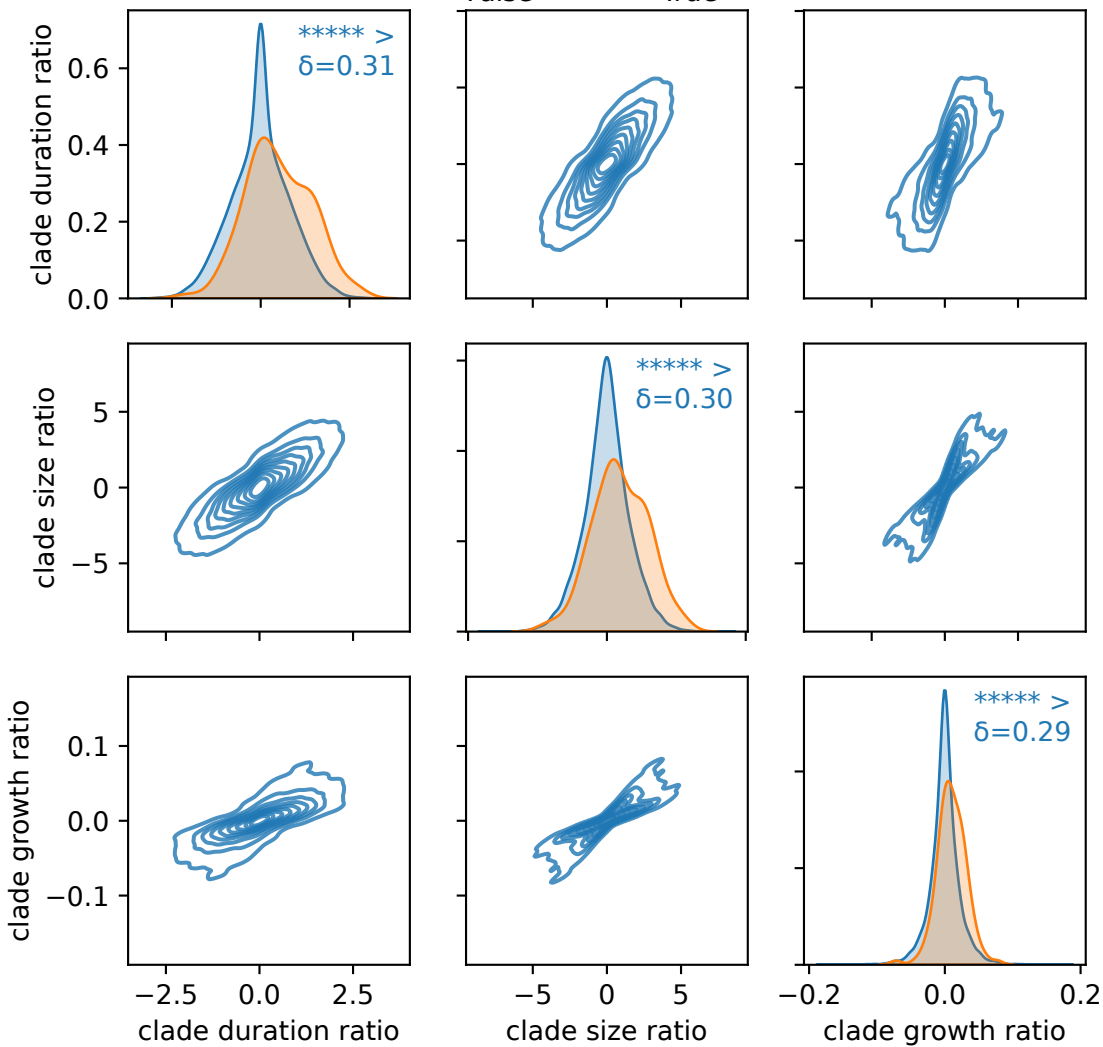 clade duration ratio
0.6
0.4
0.2
0.0
***** >
δ=0.31
clade size ratio
5
0
−5
***** >
δ=0.30
clade growth ratio
0.1
0.0
−0.1
***** >
δ=0.29
−2.5 0.0 2.5
−5 0 5
−0.2 0.0 0.2
clade duration ratio
clade size ratio
clade growth ratio